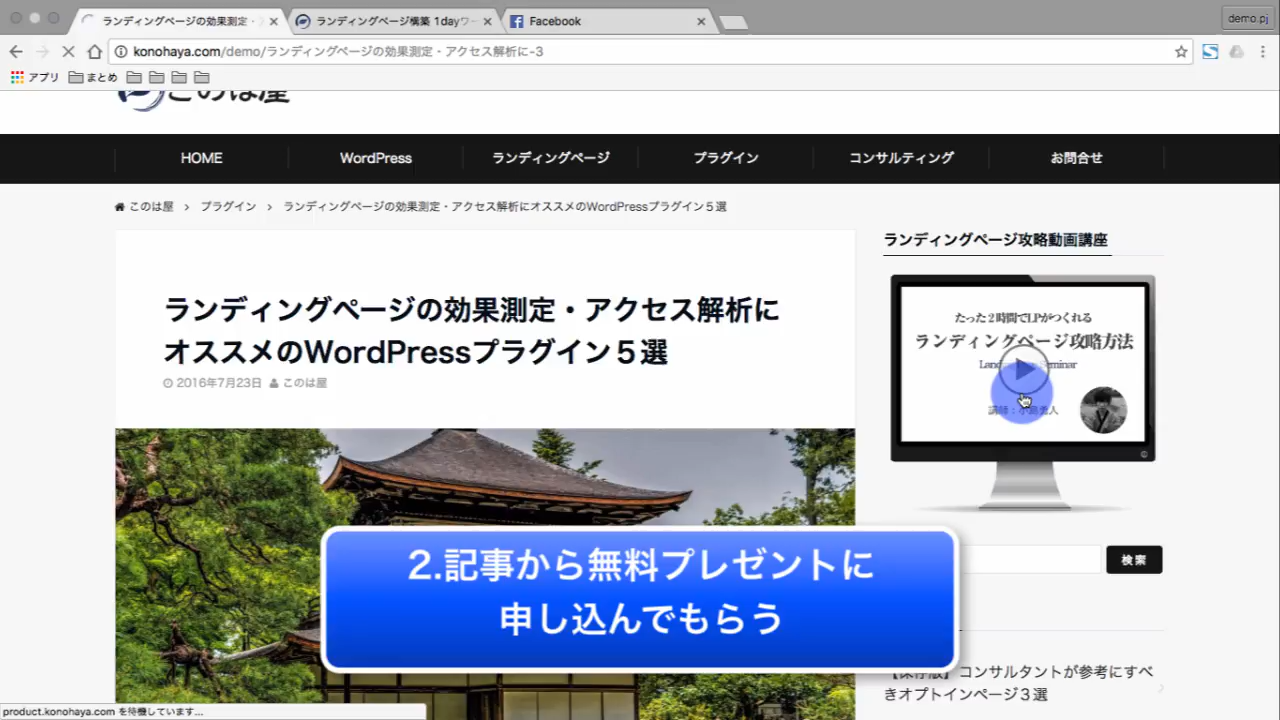 ランディングページの効果測定・ス
ランディングページ構築 1dayワー
Facebook
demo.pj
konohaya.com/demo/ランディングページの効果測定・アクセス解析に-3
アプリ
まとめ
このは屋
HOME
WordPress
ランディングページ
プラグイン
コンサルティング
お問合せ
このは屋 > プラグイン > ランディングページの効果測定・アクセス解析にオススメのWordPressプラグイン５選
ランディングページの効果測定・アクセス解析に
オススメのWordPressプラグイン５選
2016年7月23日 このは屋
ランディングページ攻略動画講座
たった２時間でLPがつくれる
ランディングページ攻略方法
Seminar
検索
2.記事から無料プレゼントに
申し込んでもらう
【保存版】コンサルタントが参考にすべ
きオプトインページ３選
product.konohaya.com を待機しています...